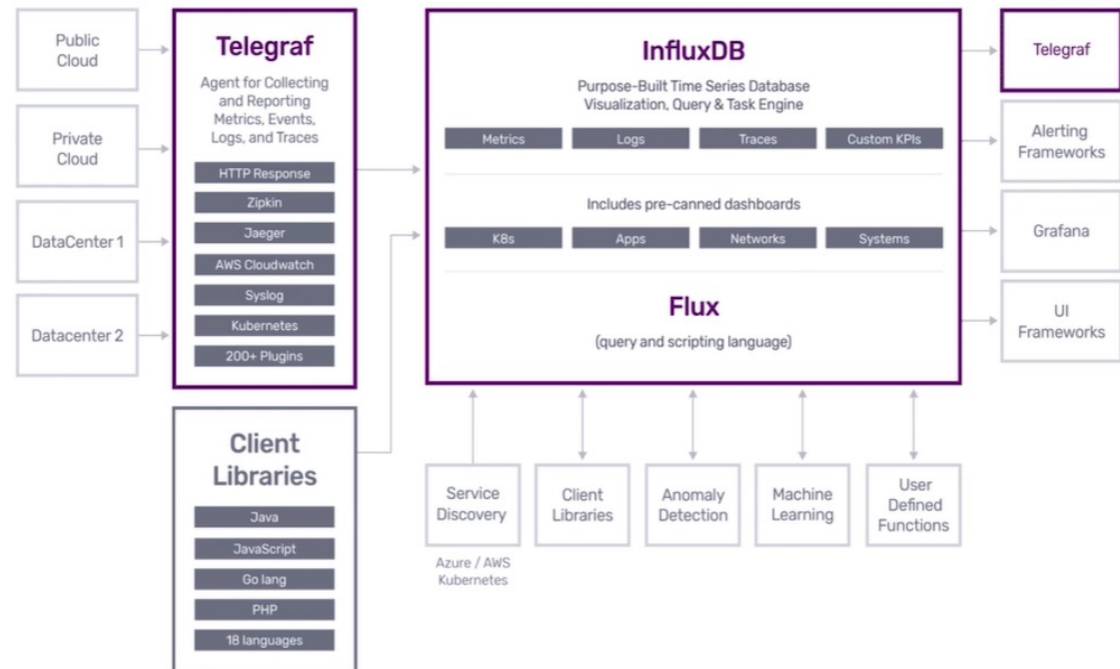 Public
Cloud
Private
Cloud
DataCenter 1
Datacenter 2
Telegraf
Agent for Collecting
and Reporting
Metrics, Events,
Logs, and Traces
HTTP Response
Zipkin
Jaeger
AWS Cloudwatch
Syslog
Kubernetes
200+ Plugins
Client
Libraries
Java
JavaScript
Go lang
PHP
18 languages
InfluxDB
Purpose-Built Time Series Database
Visualization, Query & Task Engine
Metrics
Logs
Traces
Custom KPIs
Includes pre-canned dashboards
K8s
Apps
Networks
Systems
Flux
(query and scripting language)
Service
Discovery
Azure / AWS
Kubernetes
Client
Libraries
Anomaly
Detection
Machine
Learning
User
Defined
Functions
Telegraf
Alerting
Frameworks
Grafana
UI
Frameworks